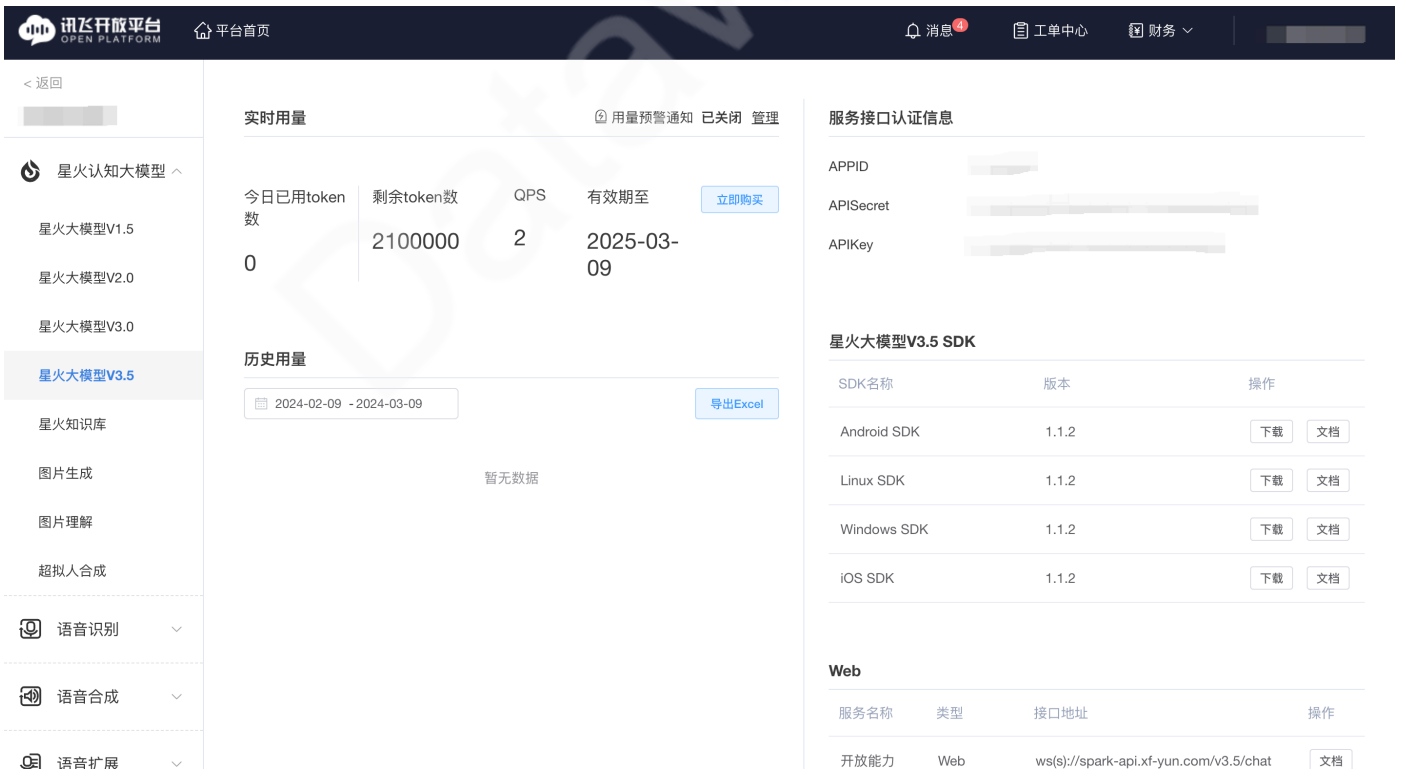 讯飞开放平台
OPEN PLATFORM
平台首页
消息 4
工单中心
财务
< 返回
星火认知大模型
星火大模型V1.5
星火大模型V2.0
星火大模型V3.0
星火大模型V3.5
星火知识库
图片生成
图片理解
超拟人合成
语音识别
语音合成
语音扩展
实时用量
用量预警通知 已关闭 管理
今日已用token数
0
剩余token数
2100000
QPS
2
有效期至
2025-03-09
立即购买
历史用量
2024-02-09 - 2024-03-09
导出Excel
暂无数据
服务接口认证信息
APPID
APISecret
APIKey
星火大模型V3.5 SDK
SDK名称 版本 操作
Android SDK 1.1.2 下载 文档
Linux SDK 1.1.2 下载 文档
Windows SDK 1.1.2 下载 文档
iOS SDK 1.1.2 下载 文档
Web
服务名称 类型 接口地址 操作
开放能力 Web ws(s)://spark-api.xf-yun.com/v3.5/chat 文档